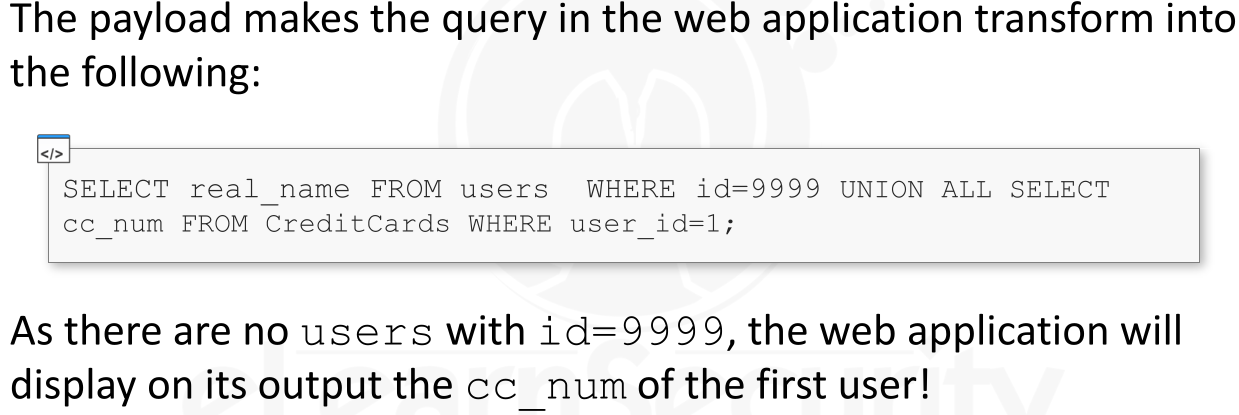 The payload makes the query in the web application transform into
the following:
</>
SELECT real_name FROM users  WHERE id=9999 UNION ALL SELECT
cc_num FROM CreditCards WHERE user_id=1;
As there are no users with id=9999, the web application will
display on its output the cc_num of the first user!